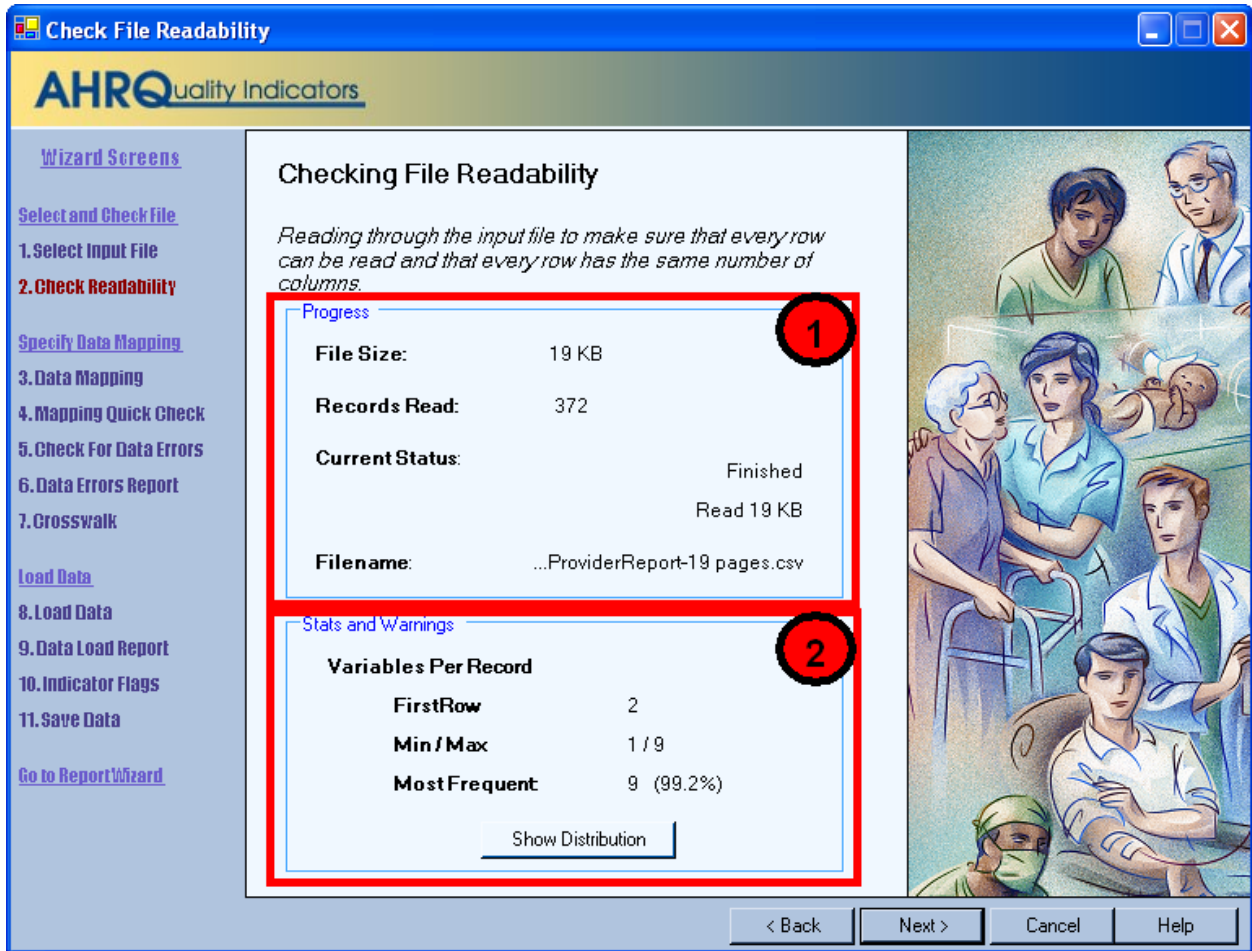 Check File Readability
AHRQuality Indicators
Wizard Screens
Select and Check File
1. Select Input File
2. Check Readability
Specify Data Mapping
3. Data Mapping
4. Mapping Quick Check
5. Check For Data Errors
6. Data Errors Report
7. Crosswalk
Load Data
8. Load Data
9. Data Load Report
10. Indicator Flags
11. Save Data
Go to Report Wizard
Checking File Readability
Reading through the input file to make sure that every row
can be read and that every row has the same number of
columns.
Progress
1
File Size: 19 KB
Records Read: 372
Current Status:
Finished
Read 19 KB
Filename: ...ProviderReport-19 pages.csv
Stats and Warnings
2
Variables Per Record
First Row 2
Min / Max 1 / 9
Most Frequent 9 (99.2%)
Show Distribution
< Back Next > Cancel Help